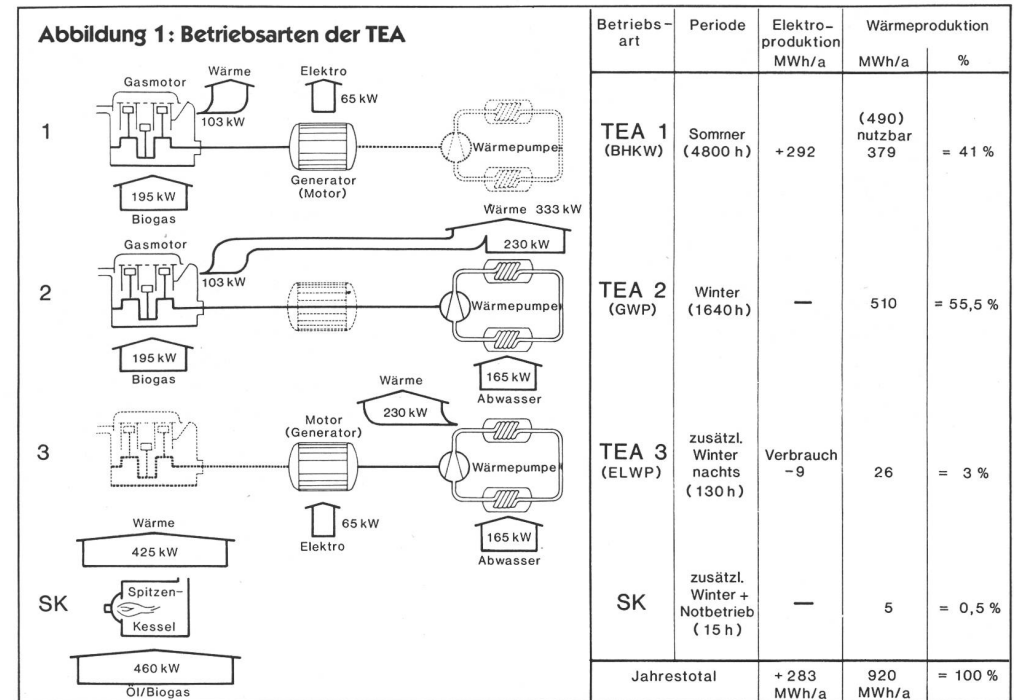 Abbildung 1: Betriebsarten der TEA
1
Gasmotor
Wärme
103 kW
Elektro
65 kW
Wärmepumpe
Generator
(Motor)
195 kW
Biogas
2
Gasmotor
103 kW
Wärme 333 kW
230 kW
Wärmepumpe
195 kW
Biogas
165 kW
Abwasser
3
Wärme
230 kW
Motor
(Generator)
Wärmepumpe
65 kW
Elektro
165 kW
Abwasser
SK
Wärme
425 kW
Spitzen-
Kessel
460 kW
Öl/Biogas
Betriebs-
art
Periode
Elektro-
produktion
MWh/a
Wärmeproduktion
MWh/a
%
TEA 1
(BHKW)
Sommer
(4800 h)
+292
(490)
nutzbar
379
= 41 %
TEA 2
(GWP)
Winter
(1640 h)
—
510
= 55,5 %
TEA 3
(ELWP)
zusätzl.
Winter
nachts
(130 h)
Verbrauch
-9
26
= 3 %
SK
zusätzl.
Winter +
Notbetrieb
(15 h)
—
5
= 0,5 %
Jahrestotal
+283
MWh/a
920
MWh/a
= 100 %